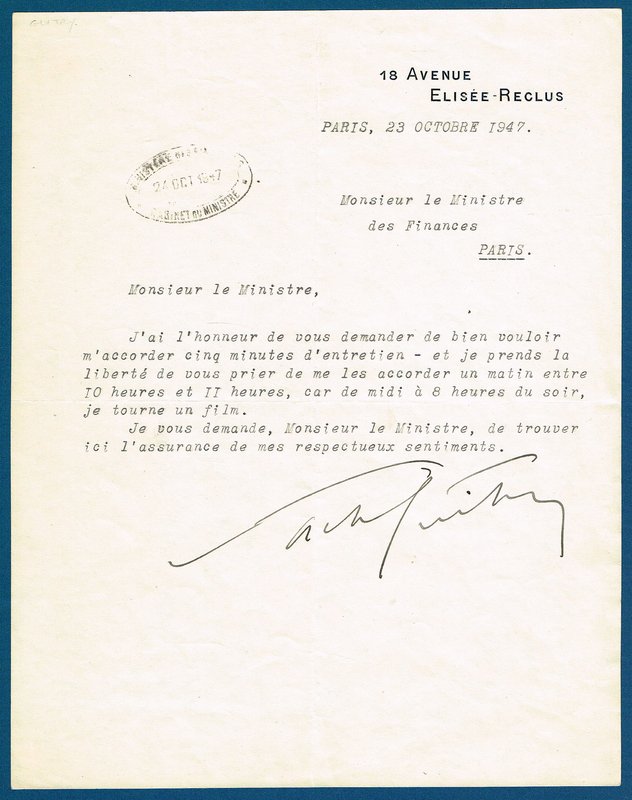 GUITRY.
18 AVENUE
ELISÉE-RECLUS
PARIS, 23 OCTOBRE 1947.
MINISTÈRE
24 OCT 1947
CABINET DU MINISTRE
Monsieur le Ministre
des Finances
PARIS.
Monsieur le Ministre,
J'ai l'honneur de vous demander de bien vouloir
m'accorder cinq minutes d'entretien - et je prends la
liberté de vous prier de me les accorder un matin entre
IO heures et II heures, car de midi à 8 heures du soir,
je tourne un film.
Je vous demande, Monsieur le Ministre, de trouver
ici l'assurance de mes respectueux sentiments.
Sacha Guitry